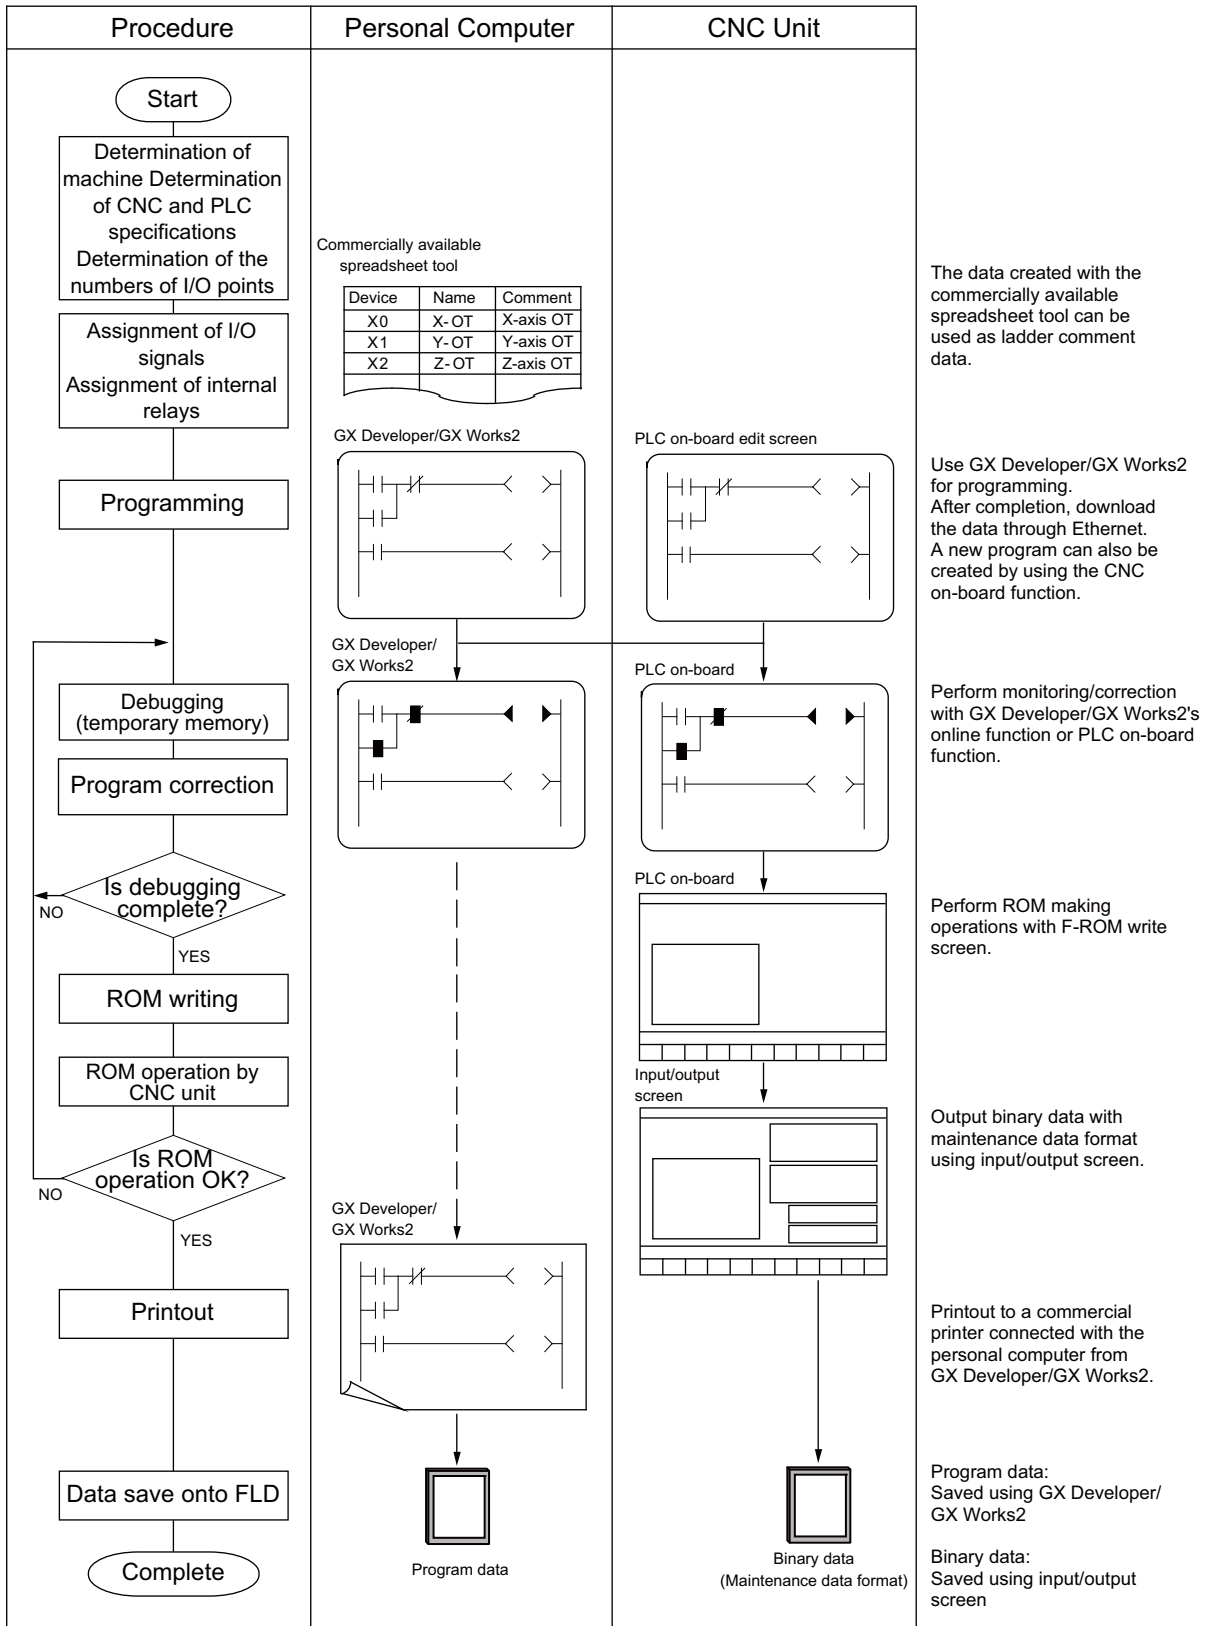 Procedure
Personal Computer
CNC Unit
Start
Determination of
machine Determination
of CNC and PLC
specifications
Determination of the
numbers of I/O points
Commercially available
spreadsheet tool
Device Name Comment
X0 X-OT X-axis OT
X1 Y-OT Y-axis OT
X2 Z-OT Z-axis OT
The data created with the
commercially available
spreadsheet tool can be
used as ladder comment
data.
Assignment of I/O
signals
Assignment of internal
relays
GX Developer/GX Works2
PLC on-board edit screen
Programming
Use GX Developer/GX Works2
for programming.
After completion, download
the data through Ethernet.
A new program can also be
created by using the CNC
on-board function.
GX Developer/
GX Works2
PLC on-board
Debugging
(temporary memory)
Program correction
Perform monitoring/correction
with GX Developer/GX Works2's
online function or PLC on-board
function.
Is debugging
complete?
NO
YES
PLC on-board
Perform ROM making
operations with F-ROM write
screen.
ROM writing
ROM operation by
CNC unit
Input/output
screen
Output binary data with
maintenance data format
using input/output screen.
Is ROM
operation OK?
NO
YES
GX Developer/
GX Works2
Printout
Printout to a commercial
printer connected with the
personal computer from
GX Developer/GX Works2.
Data save onto FLD
Program data
Binary data
(Maintenance data format)
Program data:
Saved using GX Developer/
GX Works2
Binary data:
Saved using input/output
screen
Complete